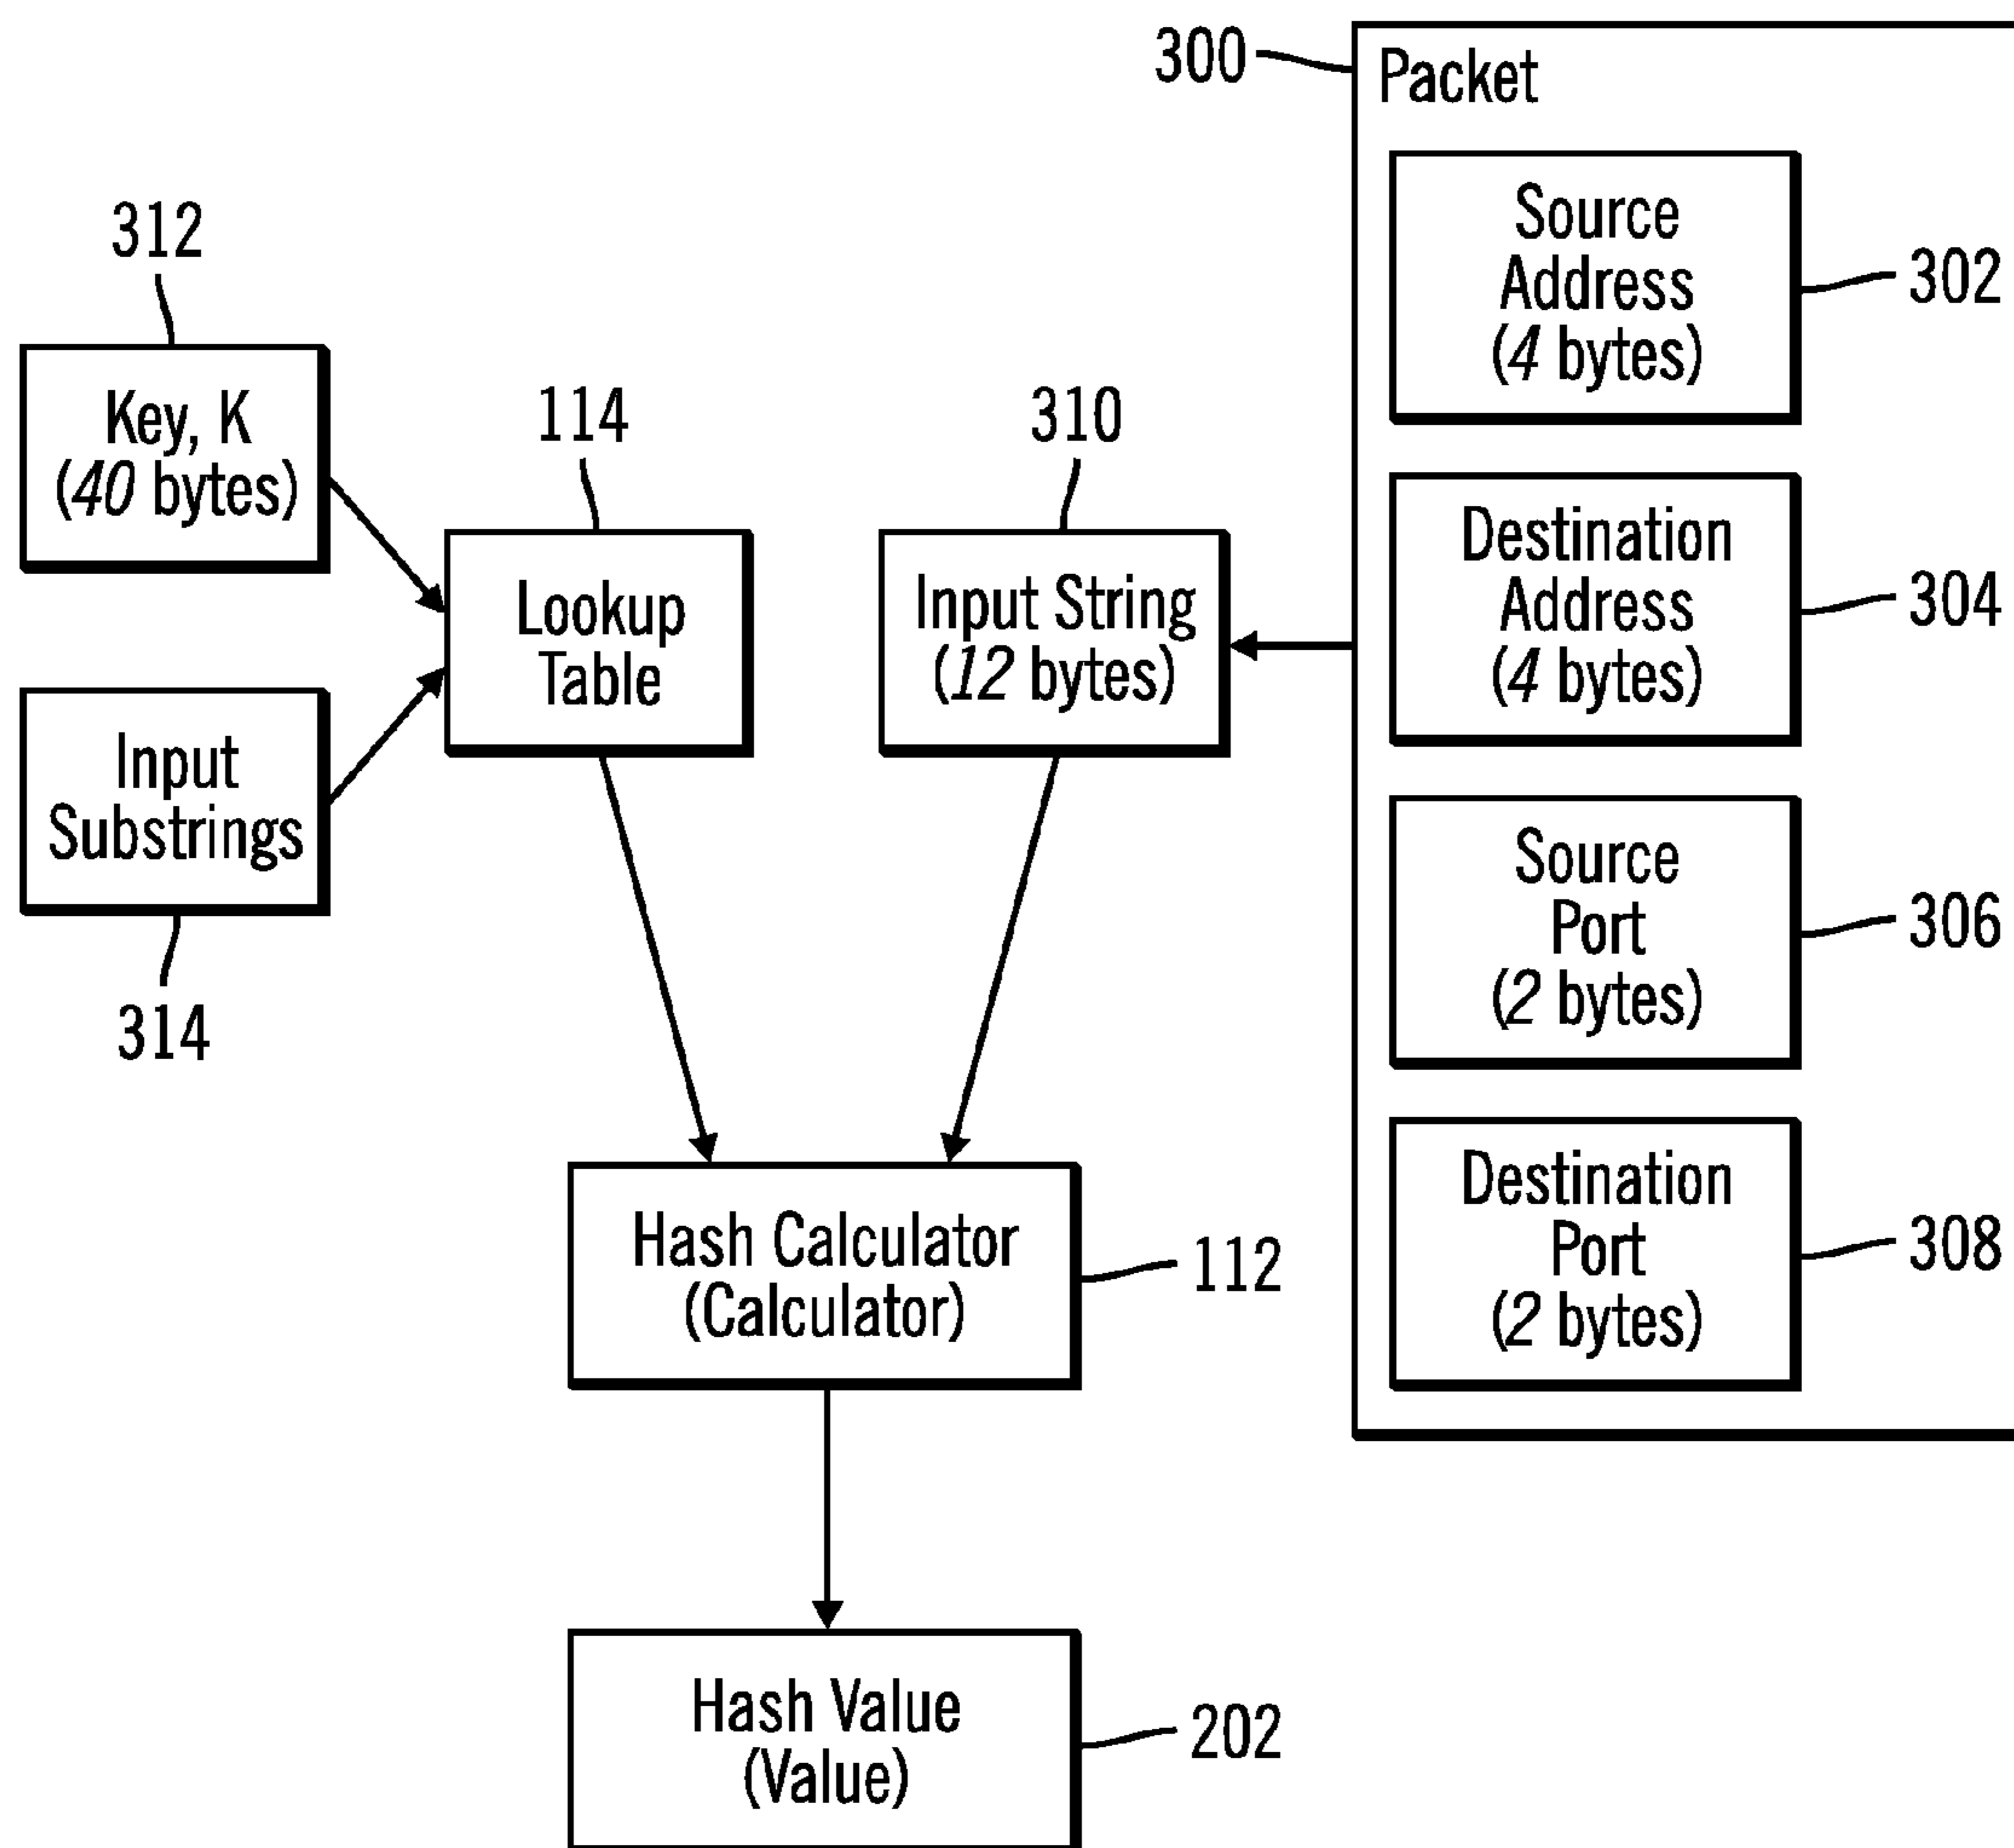 300
Packet
Source
Address
(4 bytes)
302
312
Key, K
(40 bytes)
114
310
Destination
Address
(4 bytes)
304
Lookup
Table
Input String
(12 bytes)
Input
Substrings
314
Source
Port
(2 bytes)
306
Destination
Port
(2 bytes)
308
Hash Calculator
(Calculator)
112
Hash Value
(Value)
202